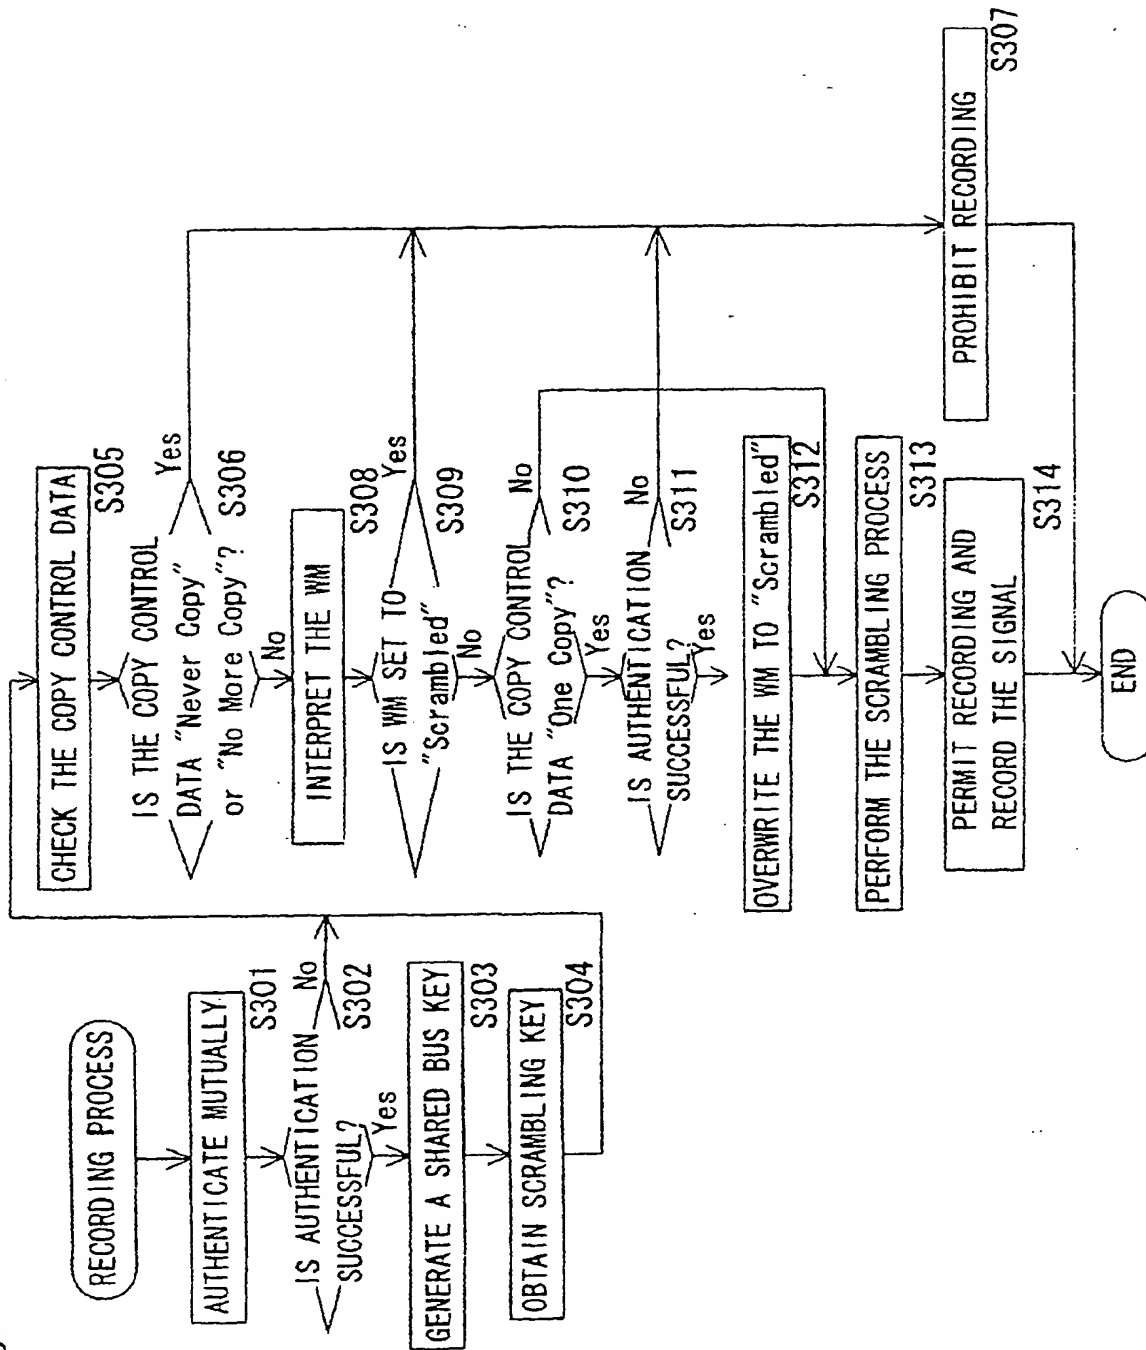 RECORDING PROCESS
AUTHENTICATE MUTUALLY
S301
IS AUTHENTICATION
SUCCESSFUL?
No
S302
Yes
GENERATE A SHARED BUS KEY
S303
OBTAIN SCRAMBLING KEY
S304
CHECK THE COPY CONTROL DATA
S305
IS THE COPY CONTROL
DATA "Never Copy"
or "No More Copy"?
Yes
S306
No
INTERPRET THE WM
S308
IS WM SET TO
"Scrambled"
Yes
S309
No
IS THE COPY CONTROL
DATA "One Copy"?
No
S310
Yes
IS AUTHENTICATION
SUCCESSFUL?
No
S311
Yes
OVERWRITE THE WM TO "Scrambled"
S312
PERFORM THE SCRAMBLING PROCESS
S313
PERMIT RECORDING AND
RECORD THE SIGNAL
S314
PROHIBIT RECORDING
S307
END